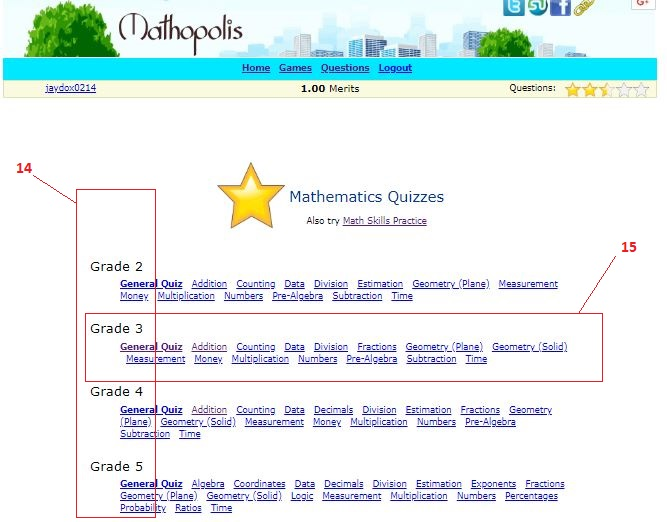 Mathopolis
Home Games Questions Logout
jaydox0214 1.00 Merits Questions:
14
Mathematics Quizzes
Also try Math Skills Practice
15
Grade 2
General Quiz Addition Counting Data Division Estimation Geometry (Plane) Measurement
Money Multiplication Numbers Pre-Algebra Subtraction Time
Grade 3
General Quiz Addition Counting Data Division Fractions Geometry (Plane) Geometry (Solid)
Measurement Money Multiplication Numbers Pre-Algebra Subtraction Time
Grade 4
General Quiz Addition Counting Data Decimals Division Estimation Fractions Geometry
(Plane) Geometry (Solid) Measurement Money Multiplication Numbers Pre-Algebra
Subtraction Time
Grade 5
General Quiz Algebra Coordinates Data Decimals Division Estimation Exponents Fractions
Geometry (Plane) Geometry (Solid) Logic Measurement Multiplication Numbers Percentages
Probability Ratios Time